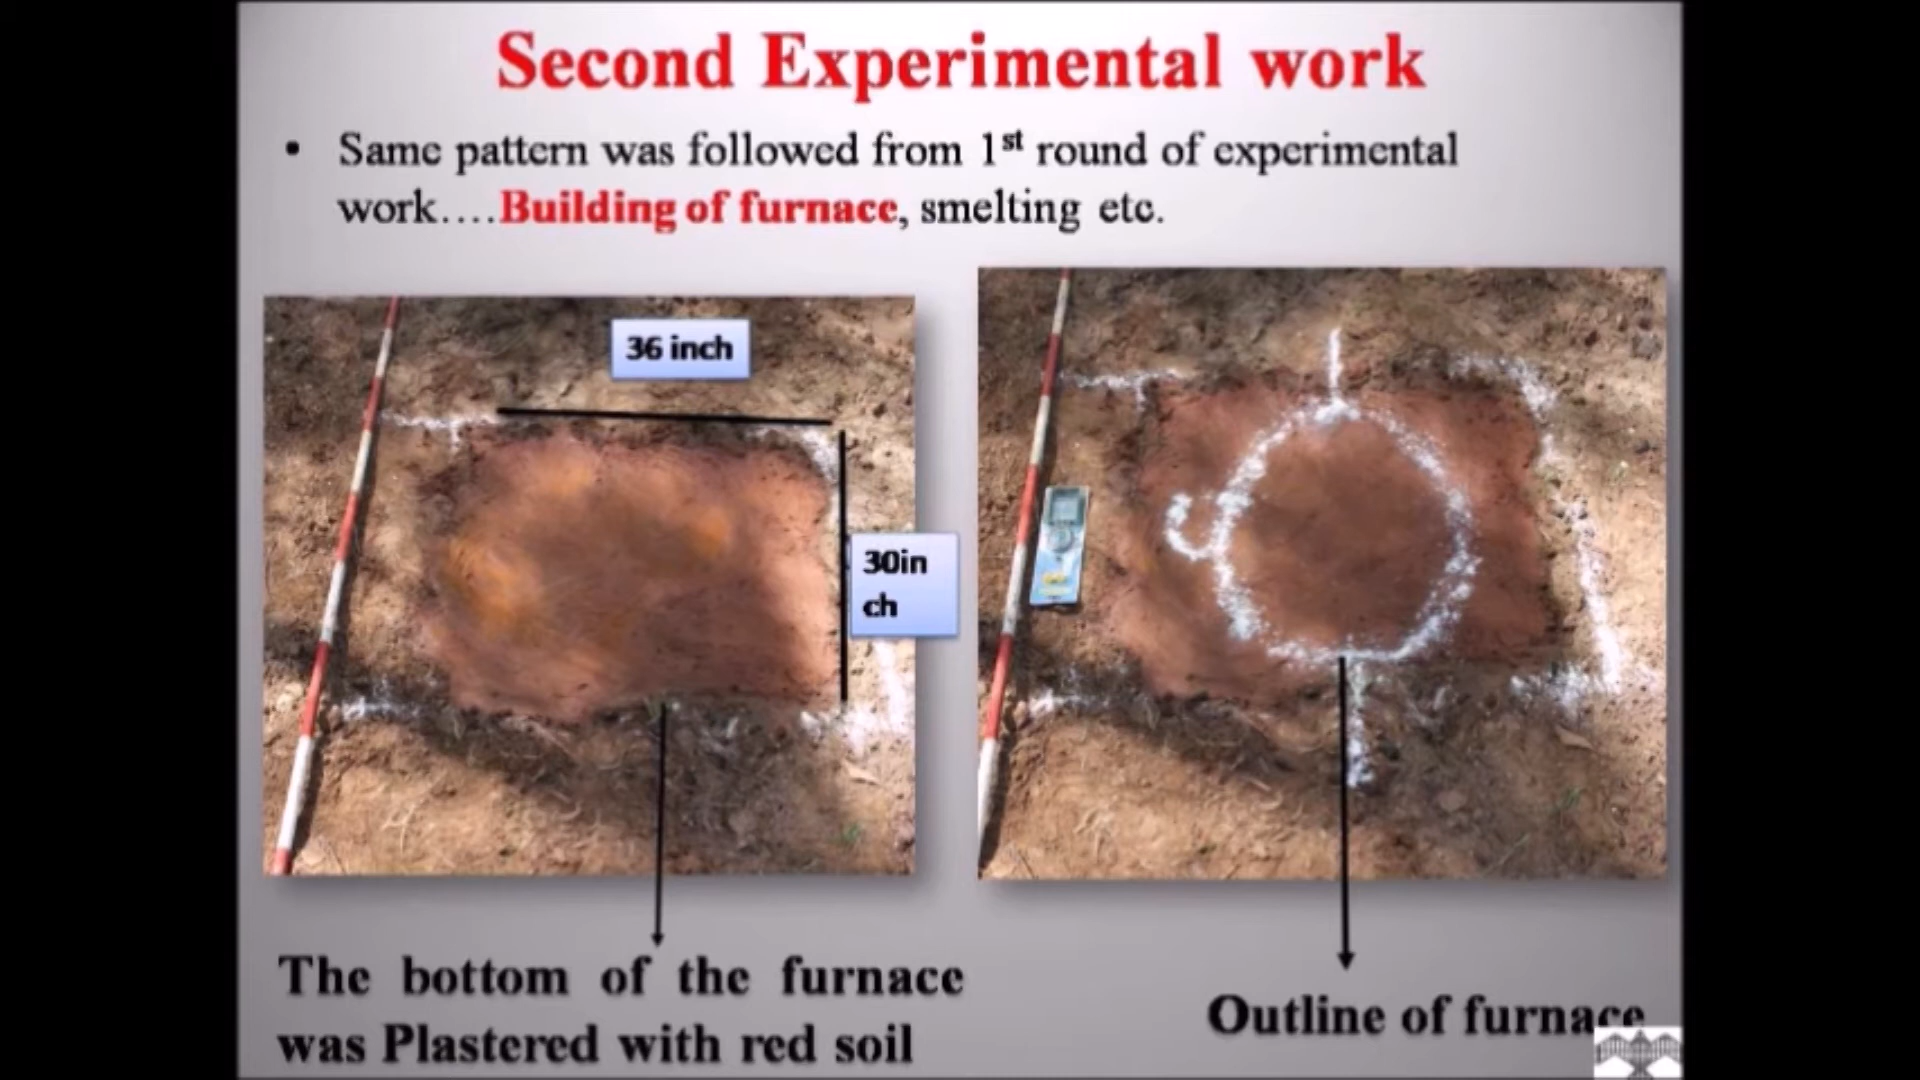 Second Experimental work
• Same pattern was followed from 1st round of experimental
work....Building of furnace, smelting etc.
36 inch
30in
ch
The bottom of the furnace
was Plastered with red soil
Outline of furnace